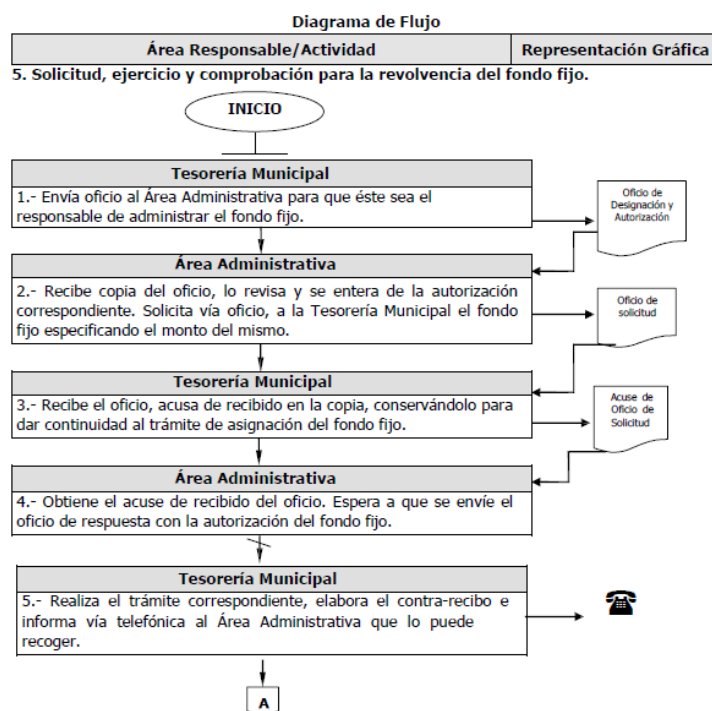 Diagrama de Flujo
Área Responsable/Actividad
Representación Gráfica
5. Solicitud, ejercicio y comprobación para la revolvencia del fondo fijo.
INICIO
Tesorería Municipal
1.- Envía oficio al Área Administrativa para que éste sea el
responsable de administrar el fondo fijo.
Oficio de
Designación y
Autorización
Área Administrativa
2.- Recibe copia del oficio, lo revisa y se entera de la autorización
correspondiente. Solicita vía oficio, a la Tesorería Municipal el fondo
fijo especificando el monto del mismo.
Oficio de
solicitud
Tesorería Municipal
3.- Recibe el oficio, acusa de recibido en la copia, conservándolo para
dar continuidad al trámite de asignación del fondo fijo.
Acuse de
Oficio de
Solicitud
Área Administrativa
4.- Obtiene el acuse de recibido del oficio. Espera a que se envíe el
oficio de respuesta con la autorización del fondo fijo.
Tesorería Municipal
5.- Realiza el trámite correspondiente, elabora el contra-recibo e
informa vía telefónica al Área Administrativa que lo puede
recoger.
A